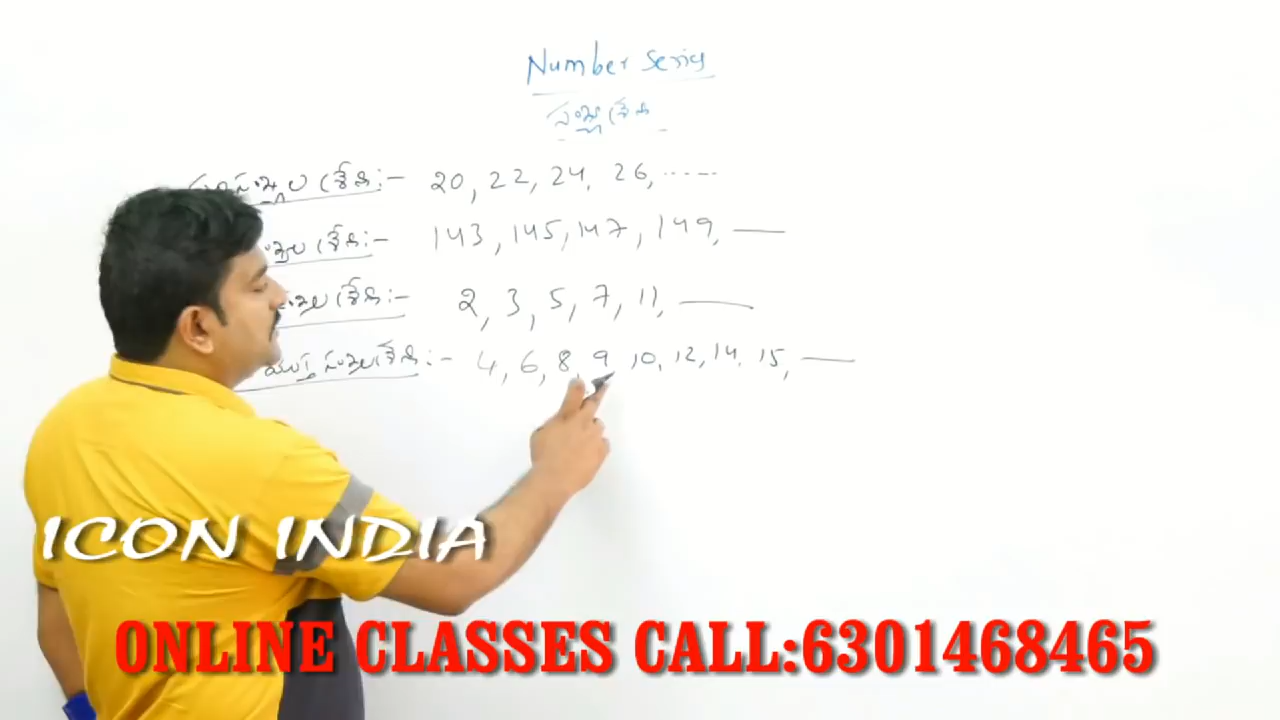 Number Series
సంఖ్యా శ్రేణి
శ్రేణి:- 20, 22, 24, 26, ......
శ్రేణి:- 143, 145, 147, 149, ___
శ్రేణి:- 2, 3, 5, 7, 11, ___
శ్రేణి:- 4, 6, 8, 9 10, 12, 14, 15, ___
ICON INDIA
ONLINE CLASSES CALL:6301468465